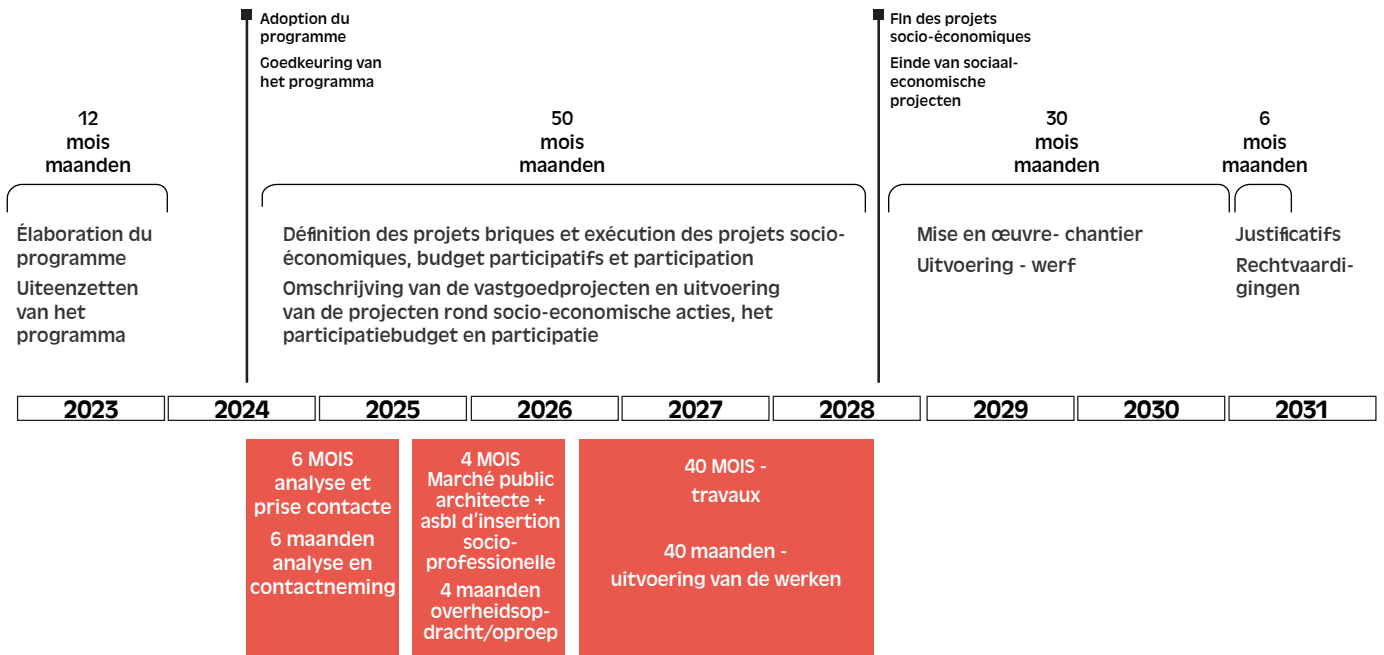 Adoption du
programme
Goedkeuring van
het programma
FIn des projets
socio-économiques
Einde van sociaal-
economische
projecten
12
mois
maanden
50
mois
maanden
30
mois
maanden
6
mois
maanden
Élaboration du
programme
Uiteenzetten
van het
programma
Définition des projets briques et exécution des projets socio-
économiques, budget participatifs et participation
Omschrijving van de vastgoedprojecten en uitvoering
van de projecten rond socio-economische acties, het
participatiebudget en participatie
Mise en œuvre- chantier
Uitvoering - werf
Justificatifs
Rechtvaardi-
gingen
2023
2024
2025
2026
2027
2028
2029
2030
2031
6 MOIS
analyse et
prise contacte
6 maanden
analyse en
contactneming
4 MOIS
Marché public
architecte +
asbl d'insertion
socio-
professionelle
4 maanden
overheidsop-
dracht/oproep
40 MOIS -
travaux
40 maanden -
uitvoering van de werken